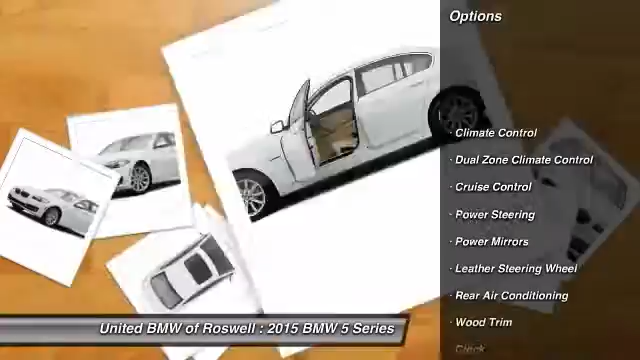 Options
· Climate Control
· Dual Zone Climate Control
· Cruise Control
· Power Steering
· Power Mirrors
· Leather Steering Wheel
· Rear Air Conditioning
· Wood Trim
· Clock
United BMW of Roswell : 2015 BMW 5 Series